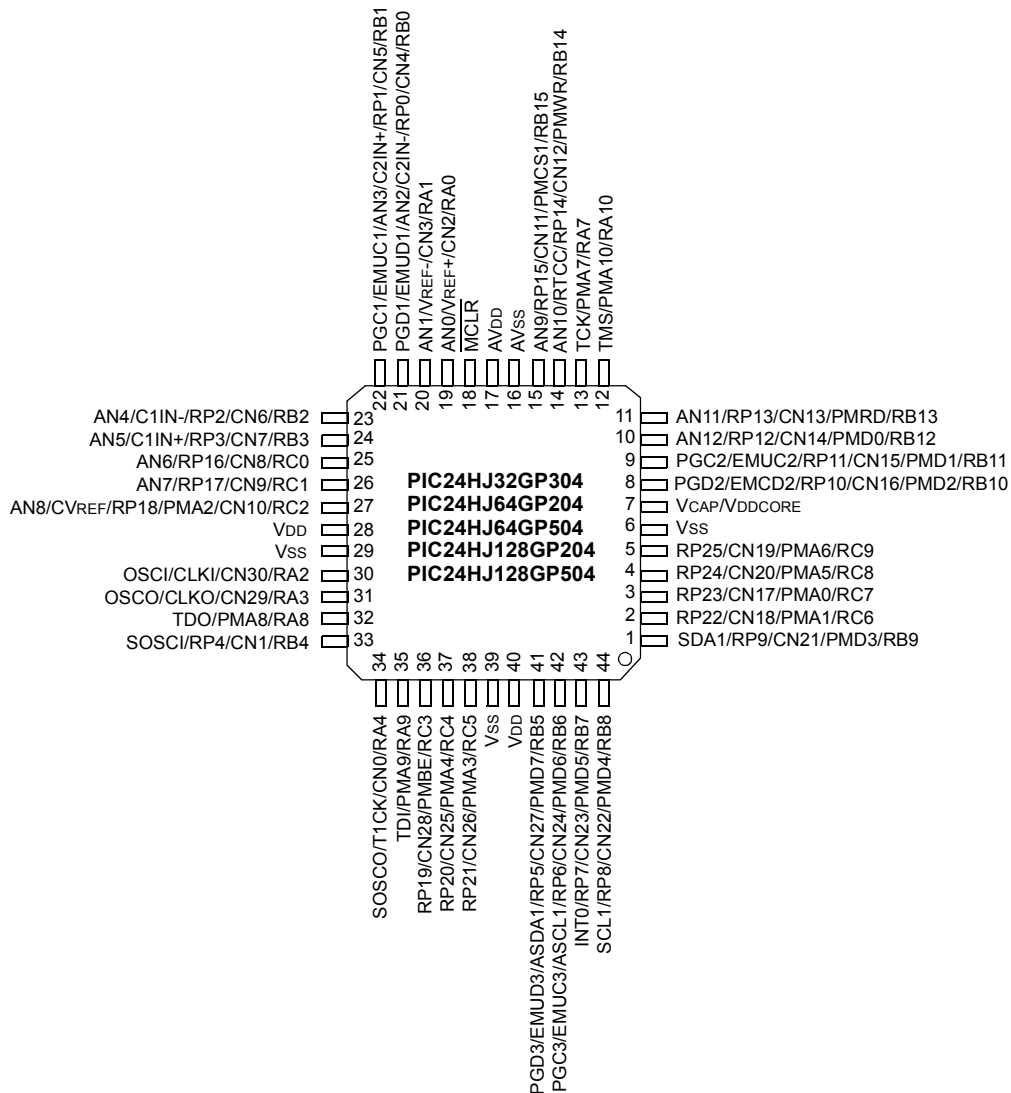 PGC1/EMUC1/AN3/C2IN+/RP1/CN5/RB1
PGD1/EMUD1/AN2/C2IN-/RP0/CN4/RB0
AN1/VREF-/CN3/RA1
AN0/VREF+/CN2/RA0
MCLR
AVDD
AVSS
AN9/RP15/CN11/PMCS1/RB15
AN10/RTCC/RP14/CN12/PMWR/RB14
TCK/PMA7/RA7
TMS/PMA10/RA10
22
21
20
19
18
17
16
15
14
13
12
AN4/C1IN-/RP2/CN6/RB2 23
AN5/C1IN+/RP3/CN7/RB3 24
AN6/RP16/CN8/RC0 25
AN7/RP17/CN9/RC1 26
AN8/CVREF/RP18/PMA2/CN10/RC2 27
VDD 28
VSS 29
OSCI/CLKI/CN30/RA2 30
OSCO/CLKO/CN29/RA3 31
TDO/PMA8/RA8 32
SOSCI/RP4/CN1/RB4 33
PIC24HJ32GP304
PIC24HJ64GP204
PIC24HJ64GP504
PIC24HJ128GP204
PIC24HJ128GP504
11 AN11/RP13/CN13/PMRD/RB13
10 AN12/RP12/CN14/PMD0/RB12
9 PGC2/EMUC2/RP11/CN15/PMD1/RB11
8 PGD2/EMCD2/RP10/CN16/PMD2/RB10
7 VCAP/VDDCORE
6 VSS
5 RP25/CN19/PMA6/RC9
4 RP24/CN20/PMA5/RC8
3 RP23/CN17/PMA0/RC7
2 RP22/CN18/PMA1/RC6
1 SDA1/RP9/CN21/PMD3/RB9
34
35
36
37
38
39
40
41
42
43
44
SOSCO/T1CK/CN0/RA4
TDI/PMA9/RA9
RP19/CN28/PMBE/RC3
RP20/CN25/PMA4/RC4
RP21/CN26/PMA3/RC5
VSS
VDD
PGD3/EMUD3/ASDA1/RP5/CN27/PMD7/RB5
PGC3/EMUC3/ASCL1/RP6/CN24/PMD6/RB6
INT0/RP7/CN23/PMD5/RB7
SCL1/RP8/CN22/PMD4/RB8